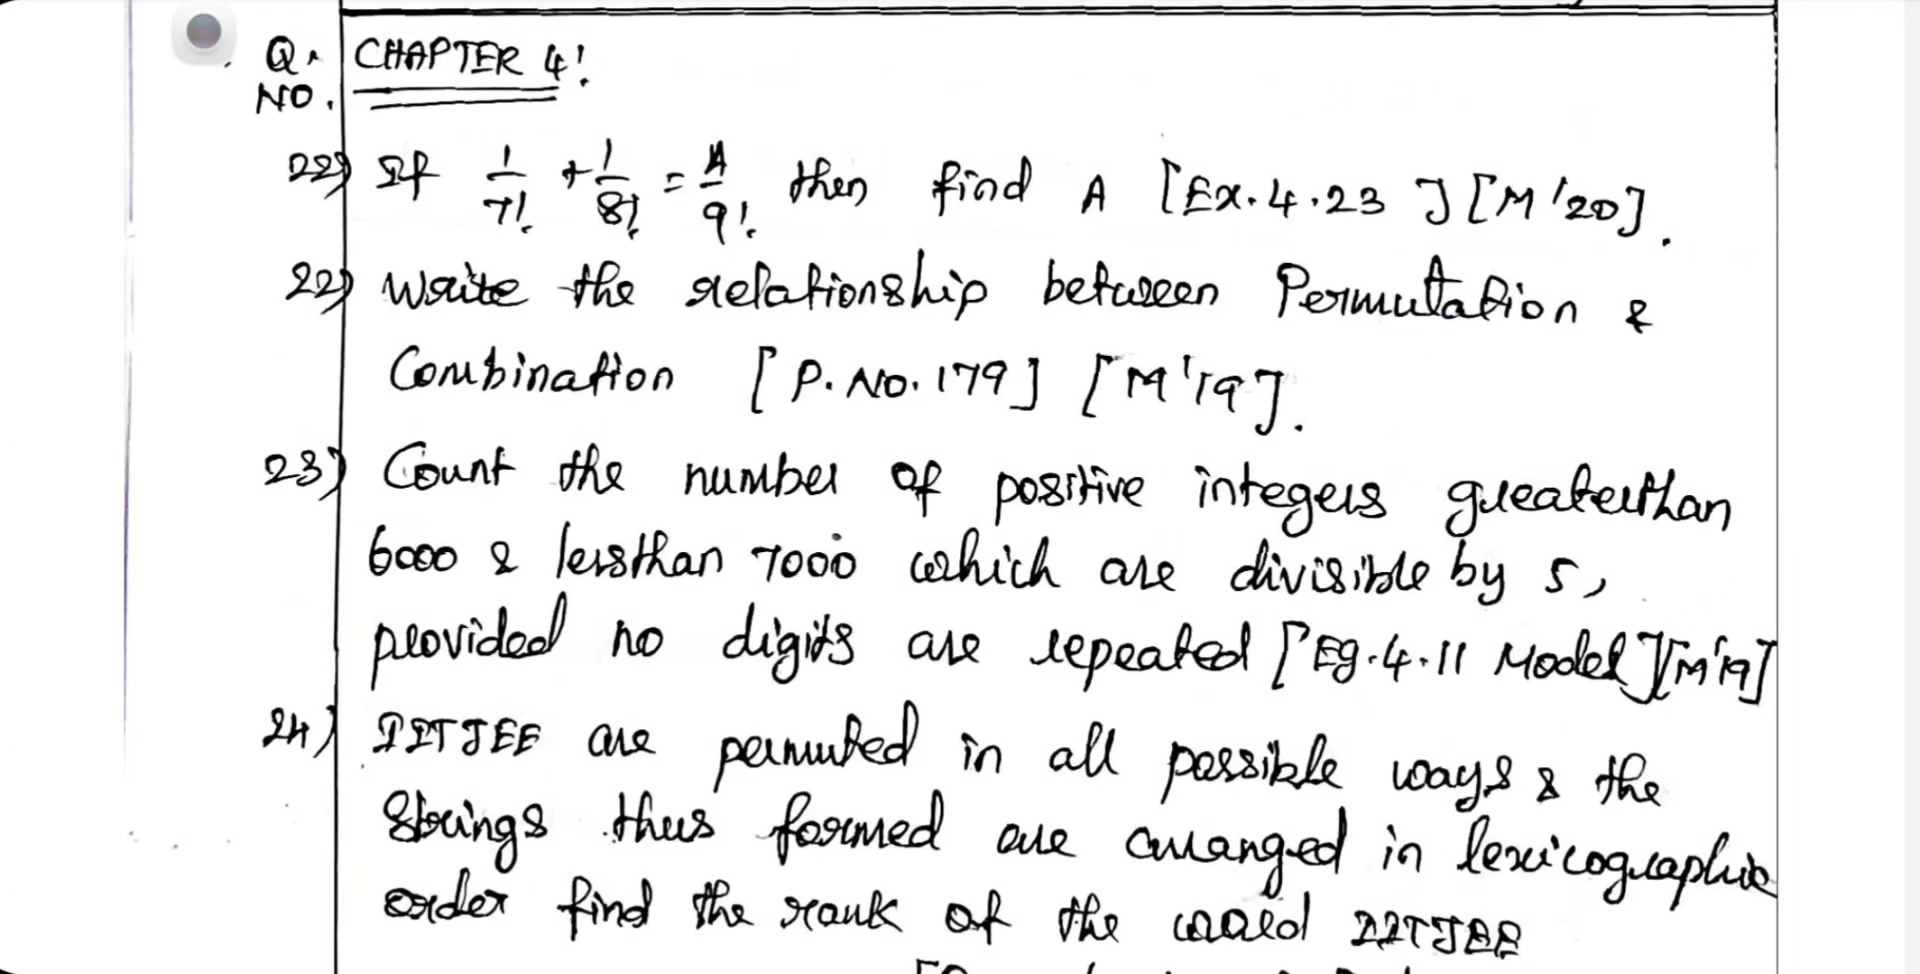 Q. CHAPTER 4!
NO.
22) If 1/7! + 1/8! = A/9! then find A [Ex.4.23] [M'20].
22) Write the relationship between Permutation &
Combination [P.No.179] [M'19].
23) Count the number of positive integers greaterthan
6000 & lessthan 7000 which are divisible by 5,
provided no digits are repeated [Eg.4.11 Model][M'19]
24) IITJEE are permuted in all possible ways & the
Strings thus formed are arranged in lexicographic
order find the rank of the word IITJEE